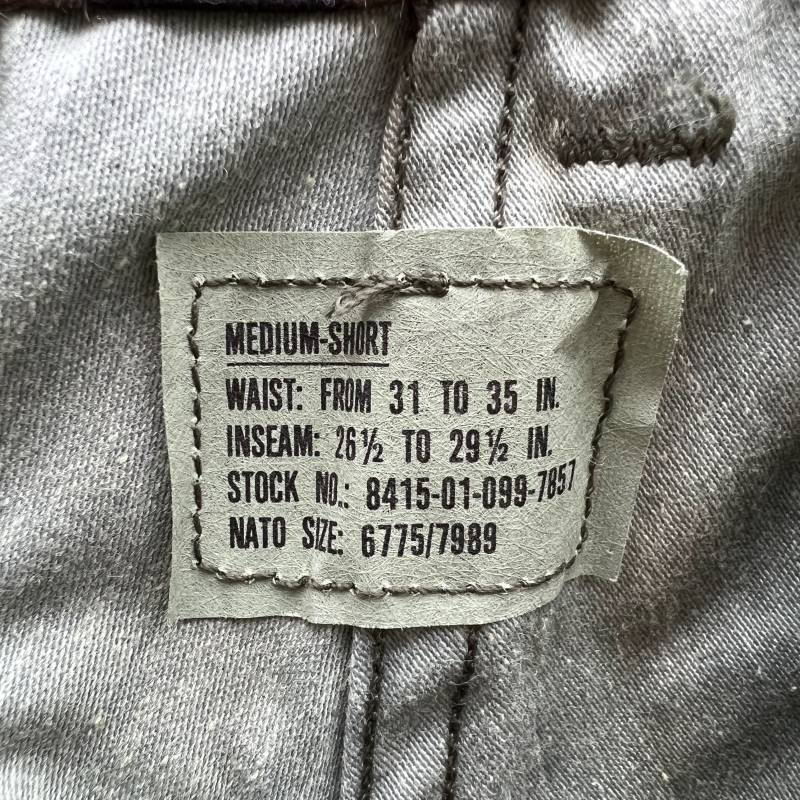 MEDIUM-SHORT
WAIST: FROM 31 TO 35 IN.
INSEAM: 26½ TO 29½ IN.
STOCK NO.: 8415-01-099-7857
NATO SIZE: 6775/7989